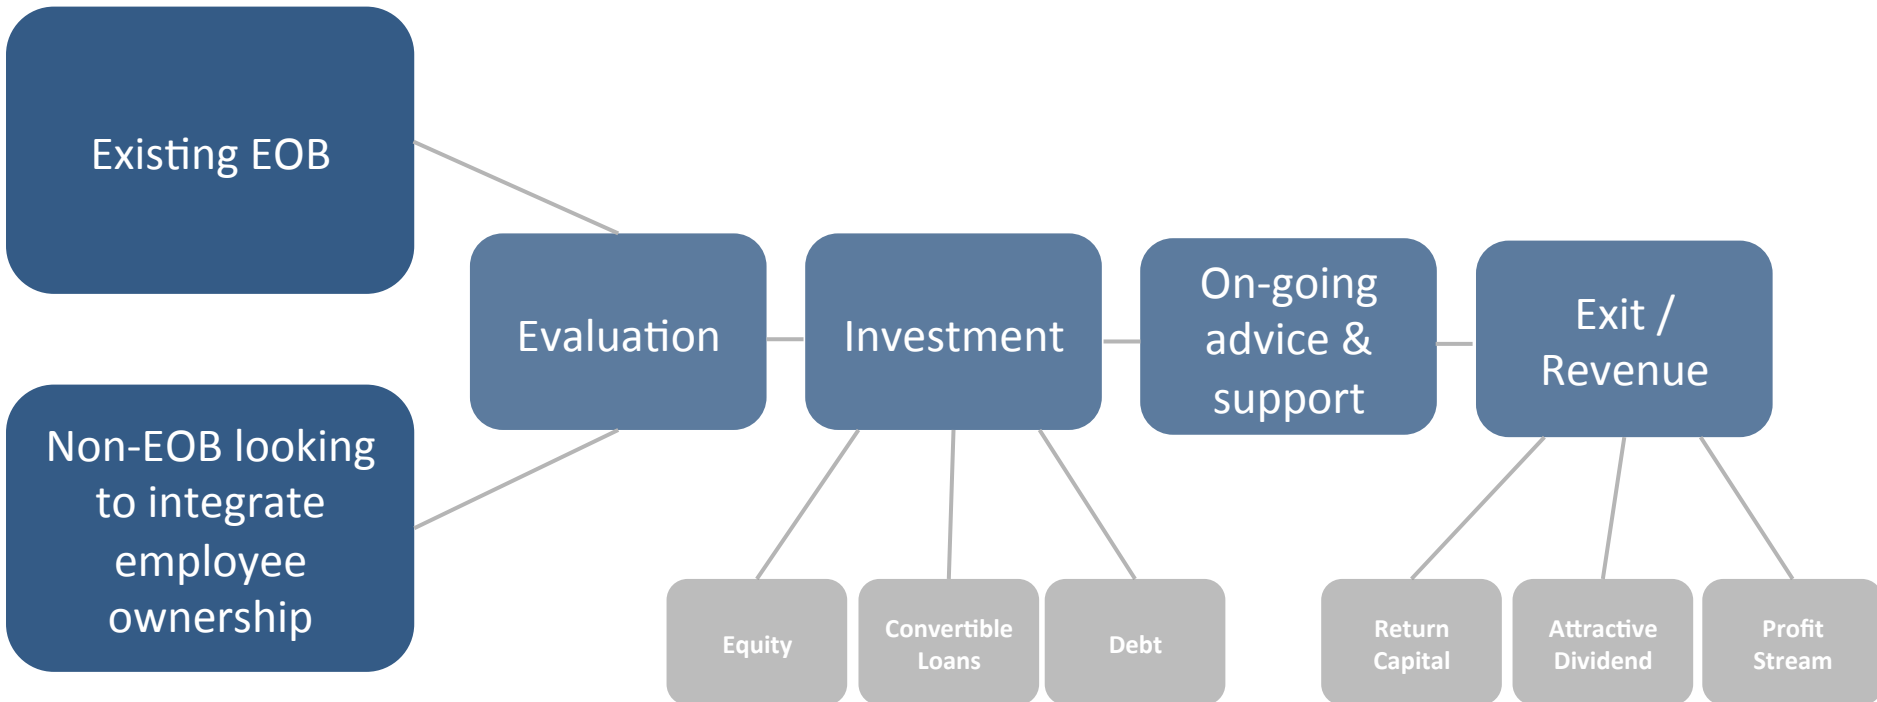 Existing EOB
Non-EOB looking
to integrate
employee
ownership
Evaluation
Investment
On-going
advice &
support
Exit /
Revenue
Equity
Convertible
Loans
Debt
Return
Capital
Attractive
Dividend
Profit
Stream